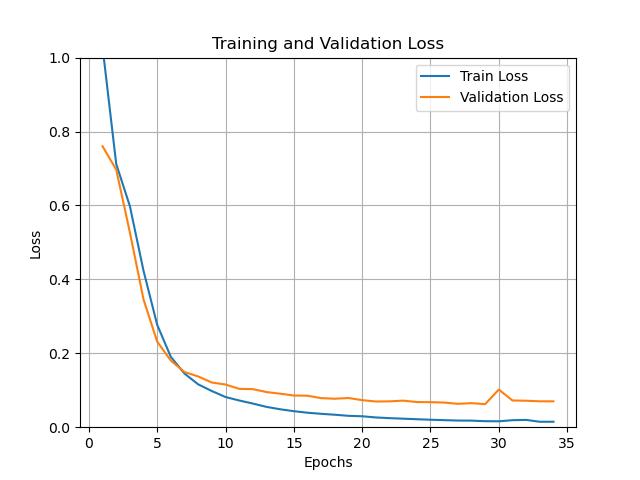 Training and Validation Loss
1.0
0.8
0.6
0.4
0.2
0.0
Loss
Train Loss
Validation Loss
0 5 10 15 20 25 30 35
Epochs